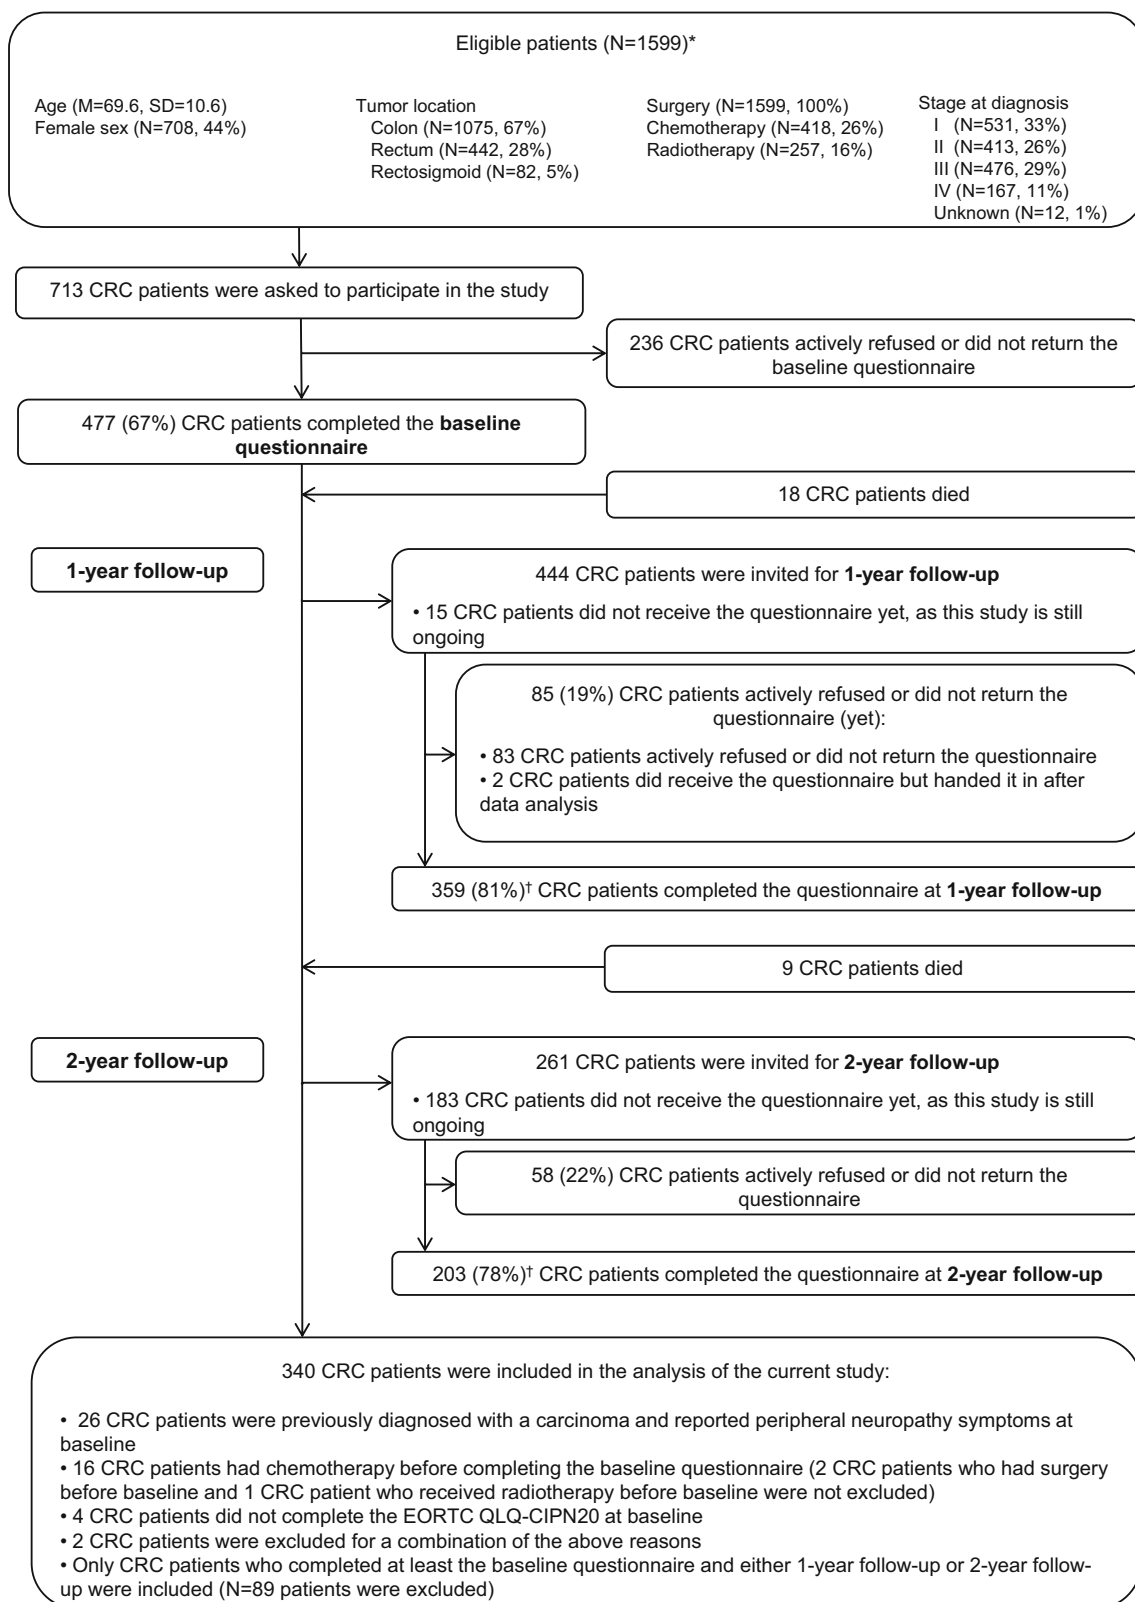 Eligible patients (N=1599)*
Age (M=69.6, SD=10.6)
Female sex (N=708, 44%)
Tumor location
Colon (N=1075, 67%)
Rectum (N=442, 28%)
Rectosigmoid (N=82, 5%)
Surgery (N=1599, 100%)
Chemotherapy (N=418, 26%)
Radiotherapy (N=257, 16%)
Stage at diagnosis
I (N=531, 33%)
II (N=413, 26%)
III (N=476, 29%)
IV (N=167, 11%)
Unknown (N=12, 1%)
713 CRC patients were asked to participate in the study
236 CRC patients actively refused or did not return the
baseline questionnaire
477 (67%) CRC patients completed the baseline
questionnaire
18 CRC patients died
1-year follow-up
444 CRC patients were invited for 1-year follow-up
• 15 CRC patients did not receive the questionnaire yet, as this study is still
ongoing
85 (19%) CRC patients actively refused or did not return the
questionnaire (yet):
• 83 CRC patients actively refused or did not return the questionnaire
• 2 CRC patients did receive the questionnaire but handed it in after
data analysis
359 (81%)† CRC patients completed the questionnaire at 1-year follow-up
9 CRC patients died
2-year follow-up
261 CRC patients were invited for 2-year follow-up
• 183 CRC patients did not receive the questionnaire yet, as this study is still
ongoing
58 (22%) CRC patients actively refused or did not return the
questionnaire
203 (78%)† CRC patients completed the questionnaire at 2-year follow-up
340 CRC patients were included in the analysis of the current study:
• 26 CRC patients were previously diagnosed with a carcinoma and reported peripheral neuropathy symptoms at
baseline
• 16 CRC patients had chemotherapy before completing the baseline questionnaire (2 CRC patients who had surgery
before baseline and 1 CRC patient who received radiotherapy before baseline were not excluded)
• 4 CRC patients did not complete the EORTC QLQ-CIPN20 at baseline
• 2 CRC patients were excluded for a combination of the above reasons
• Only CRC patients who completed at least the baseline questionnaire and either 1-year follow-up or 2-year follow-
up were included (N=89 patients were excluded)